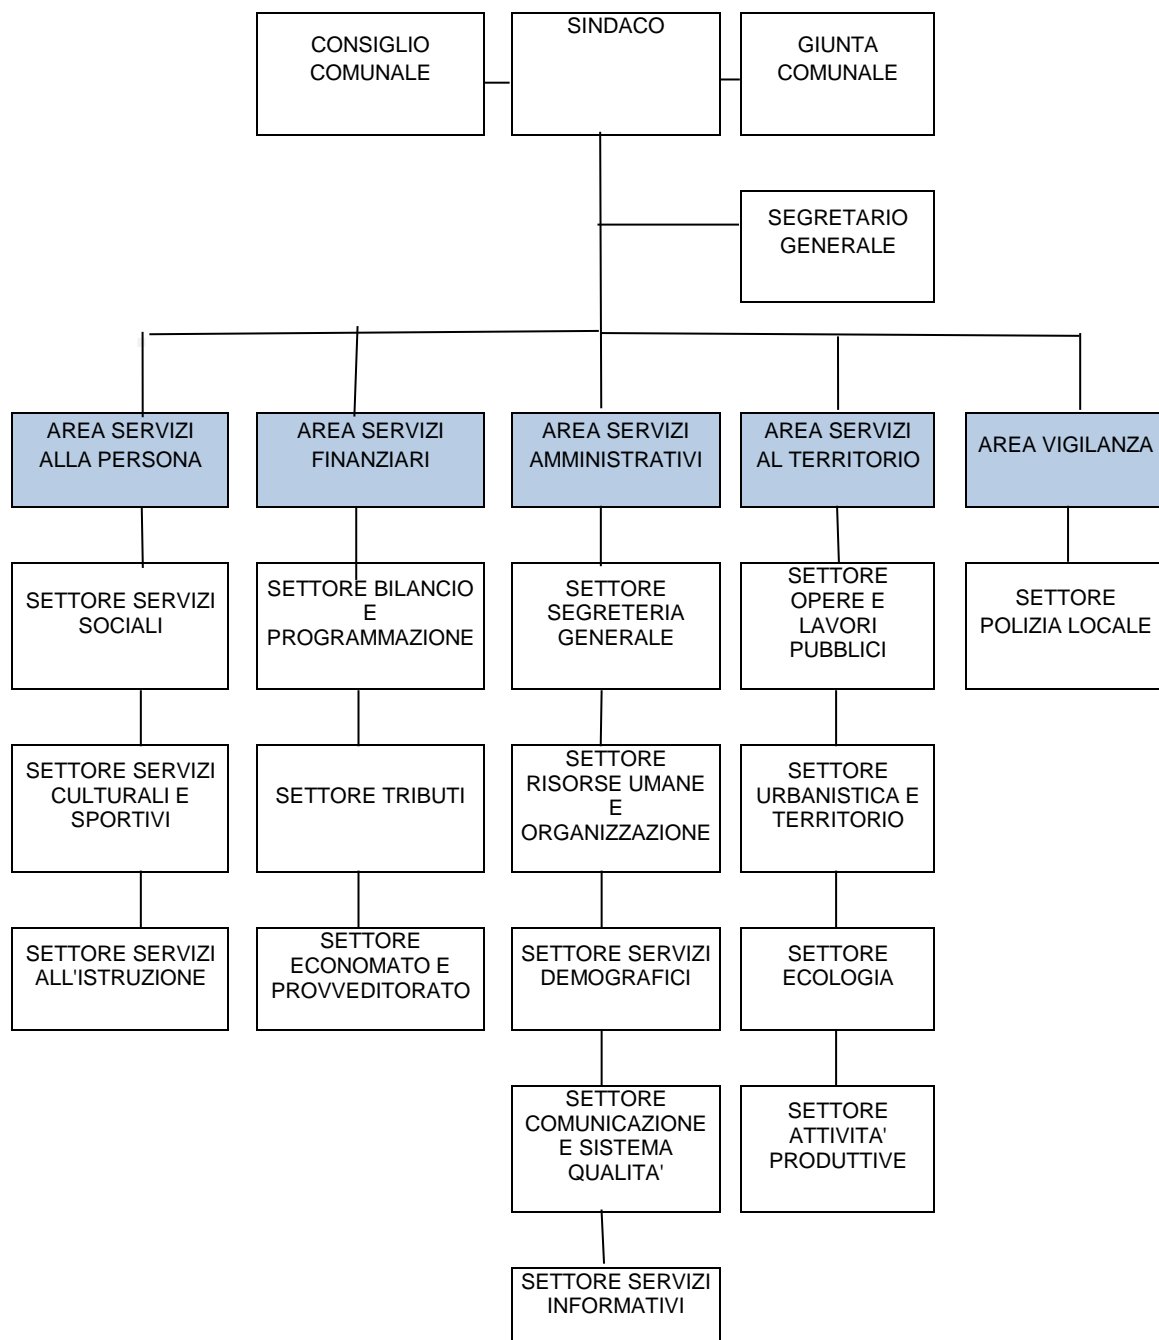 CONSIGLIO
COMUNALE
SINDACO
GIUNTA
COMUNALE
SEGRETARIO
GENERALE
AREA SERVIZI
ALLA PERSONA
AREA SERVIZI
FINANZIARI
AREA SERVIZI
AMMINISTRATIVI
AREA SERVIZI
AL TERRITORIO
AREA VIGILANZA
SETTORE SERVIZI
SOCIALI
SETTORE BILANCIO
E
PROGRAMMAZIONE
SETTORE
SEGRETERIA
GENERALE
SETTORE
OPERE E
LAVORI
PUBBLICI
SETTORE
POLIZIA LOCALE
SETTORE SERVIZI
CULTURALI E
SPORTIVI
SETTORE TRIBUTI
SETTORE
RISORSE UMANE
E
ORGANIZZAZIONE
SETTORE
URBANISTICA E
TERRITORIO
SETTORE SERVIZI
ALL'ISTRUZIONE
SETTORE
ECONOMATO E
PROVVEDITORATO
SETTORE SERVIZI
DEMOGRAFICI
SETTORE
ECOLOGIA
SETTORE
COMUNICAZIONE
E SISTEMA
QUALITA'
SETTORE
ATTIVITA'
PRODUTTIVE
SETTORE SERVIZI
INFORMATIVI